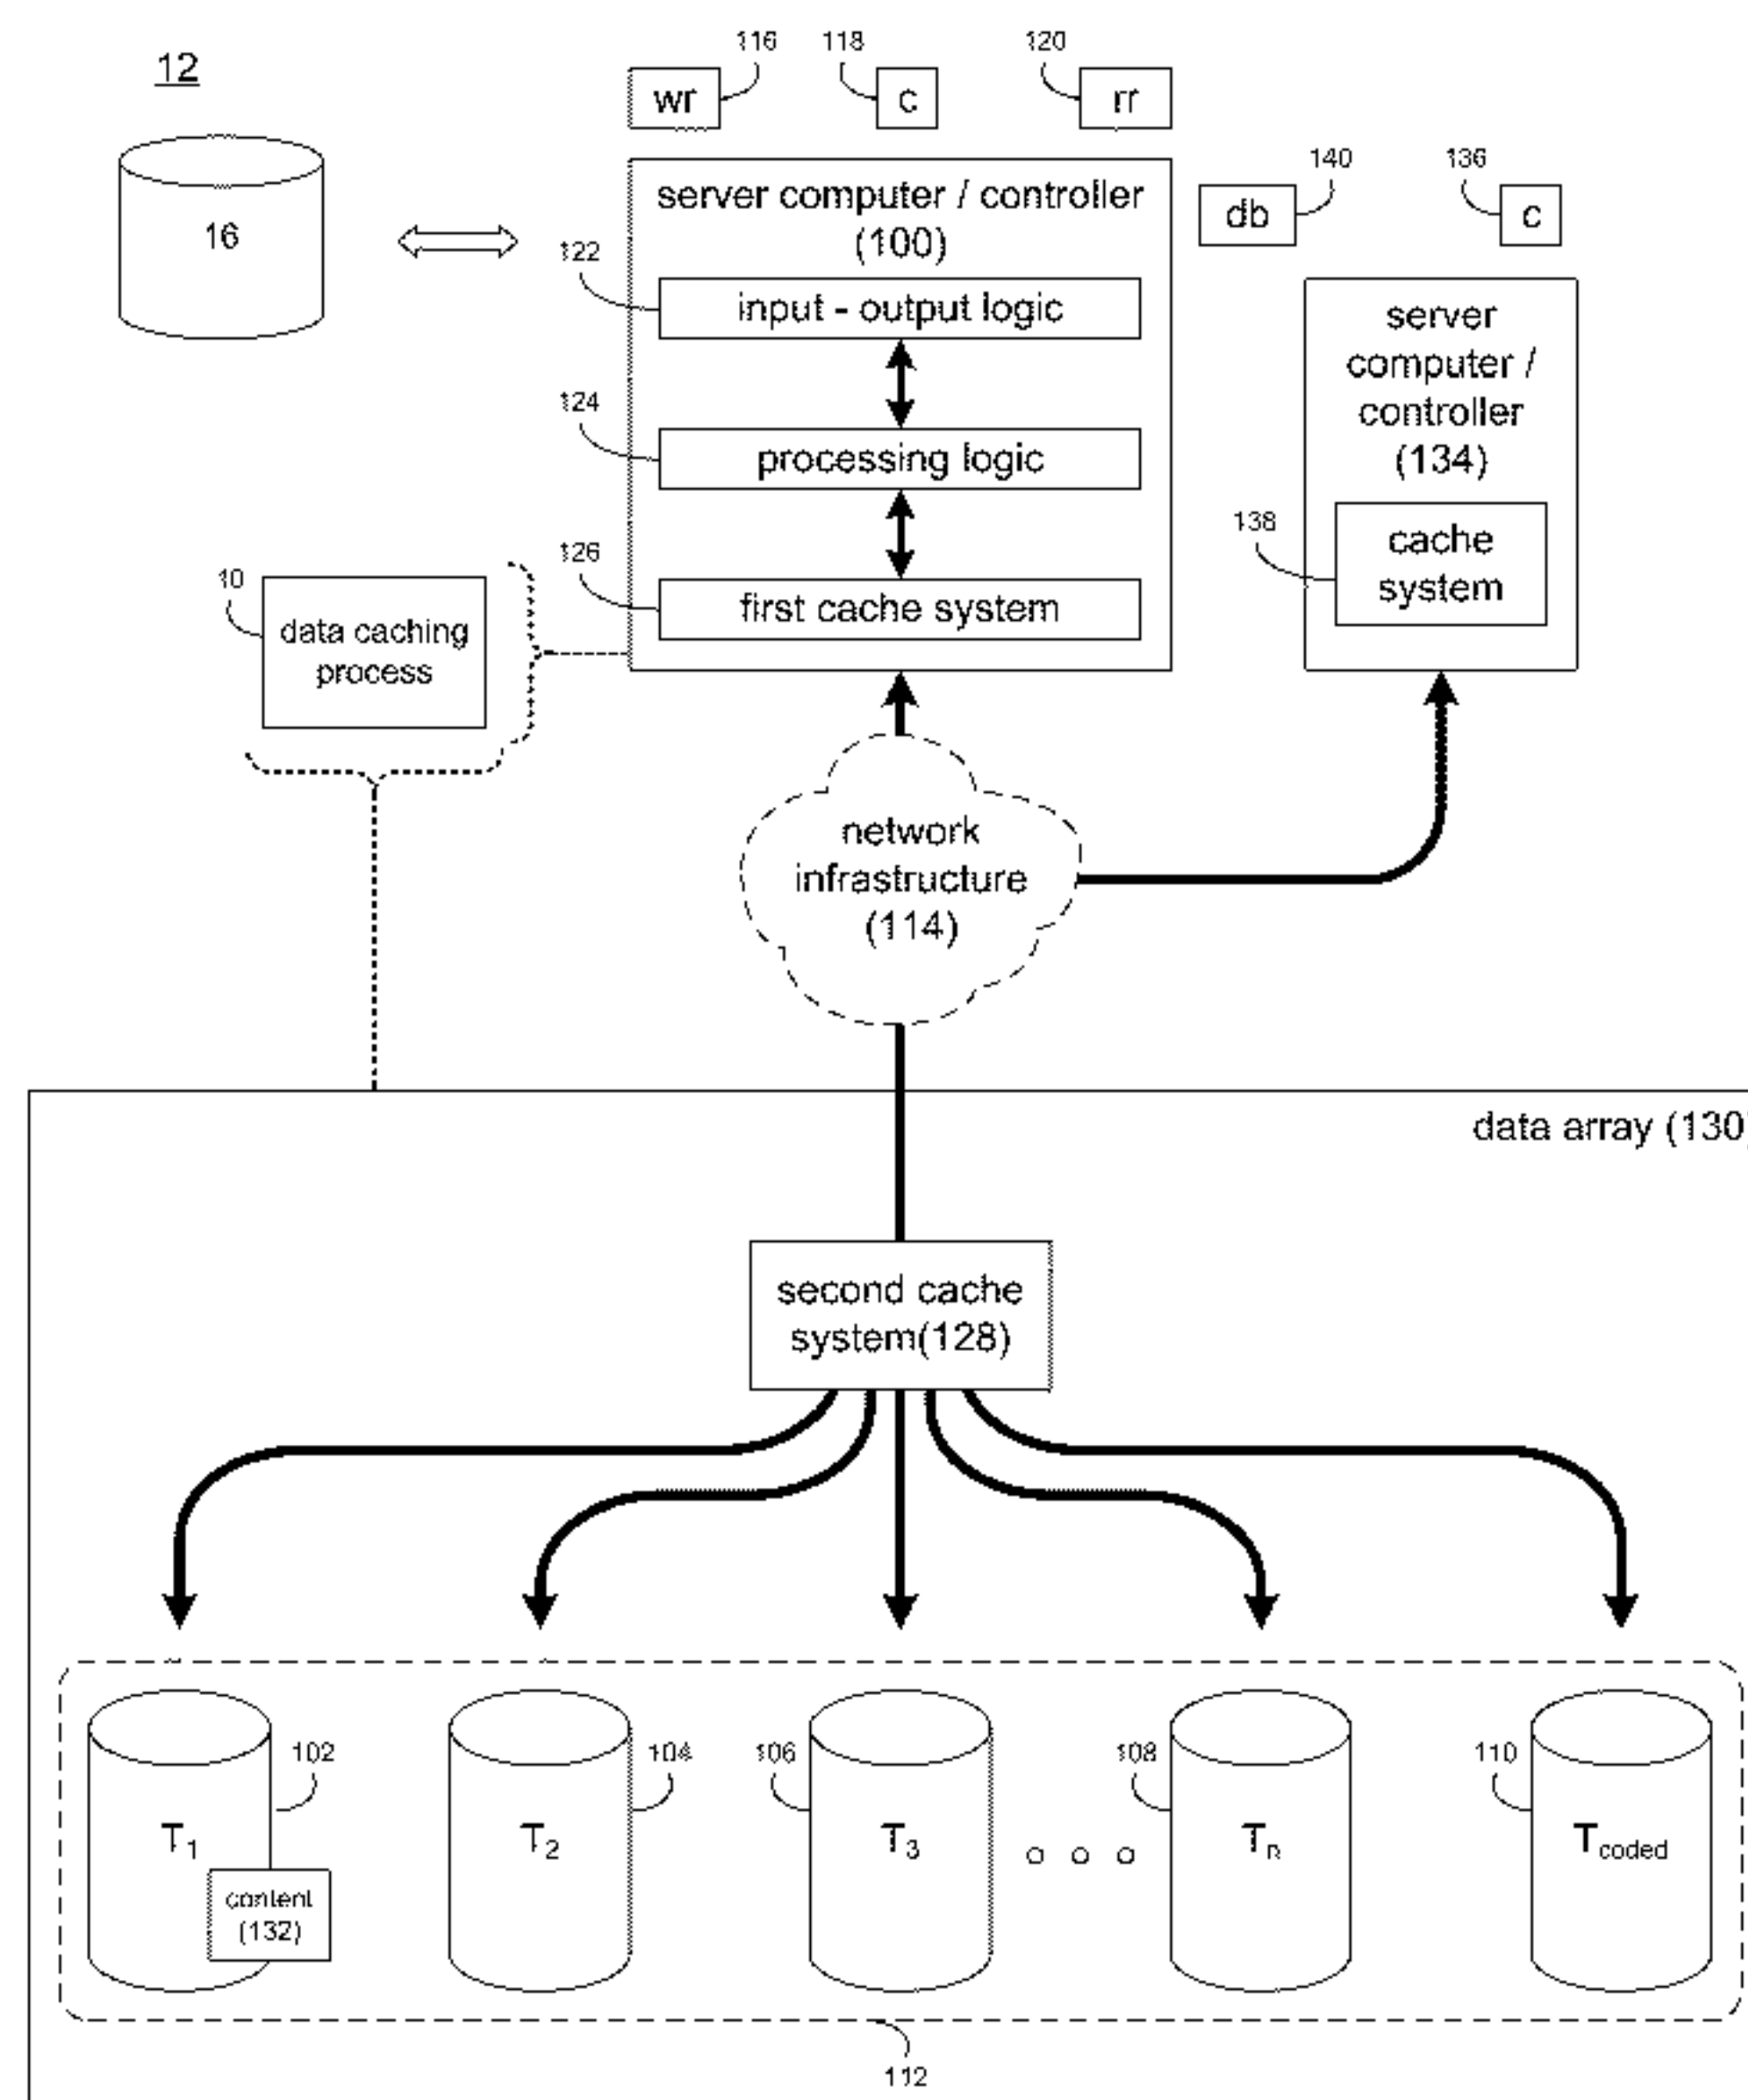 12
116
118
120
wr
c
rr
140
136
db
c
16
server computer / controller
(100)
122
input - output logic
124
processing logic
126
first cache system
server
computer /
controller
(134)
138
cache
system
10
data caching
process
network
infrastructure
(114)
data array (130)
second cache
system(128)
102
104
106
108
110
T1
T2
T3
Tn
Tcoded
content
(132)
112